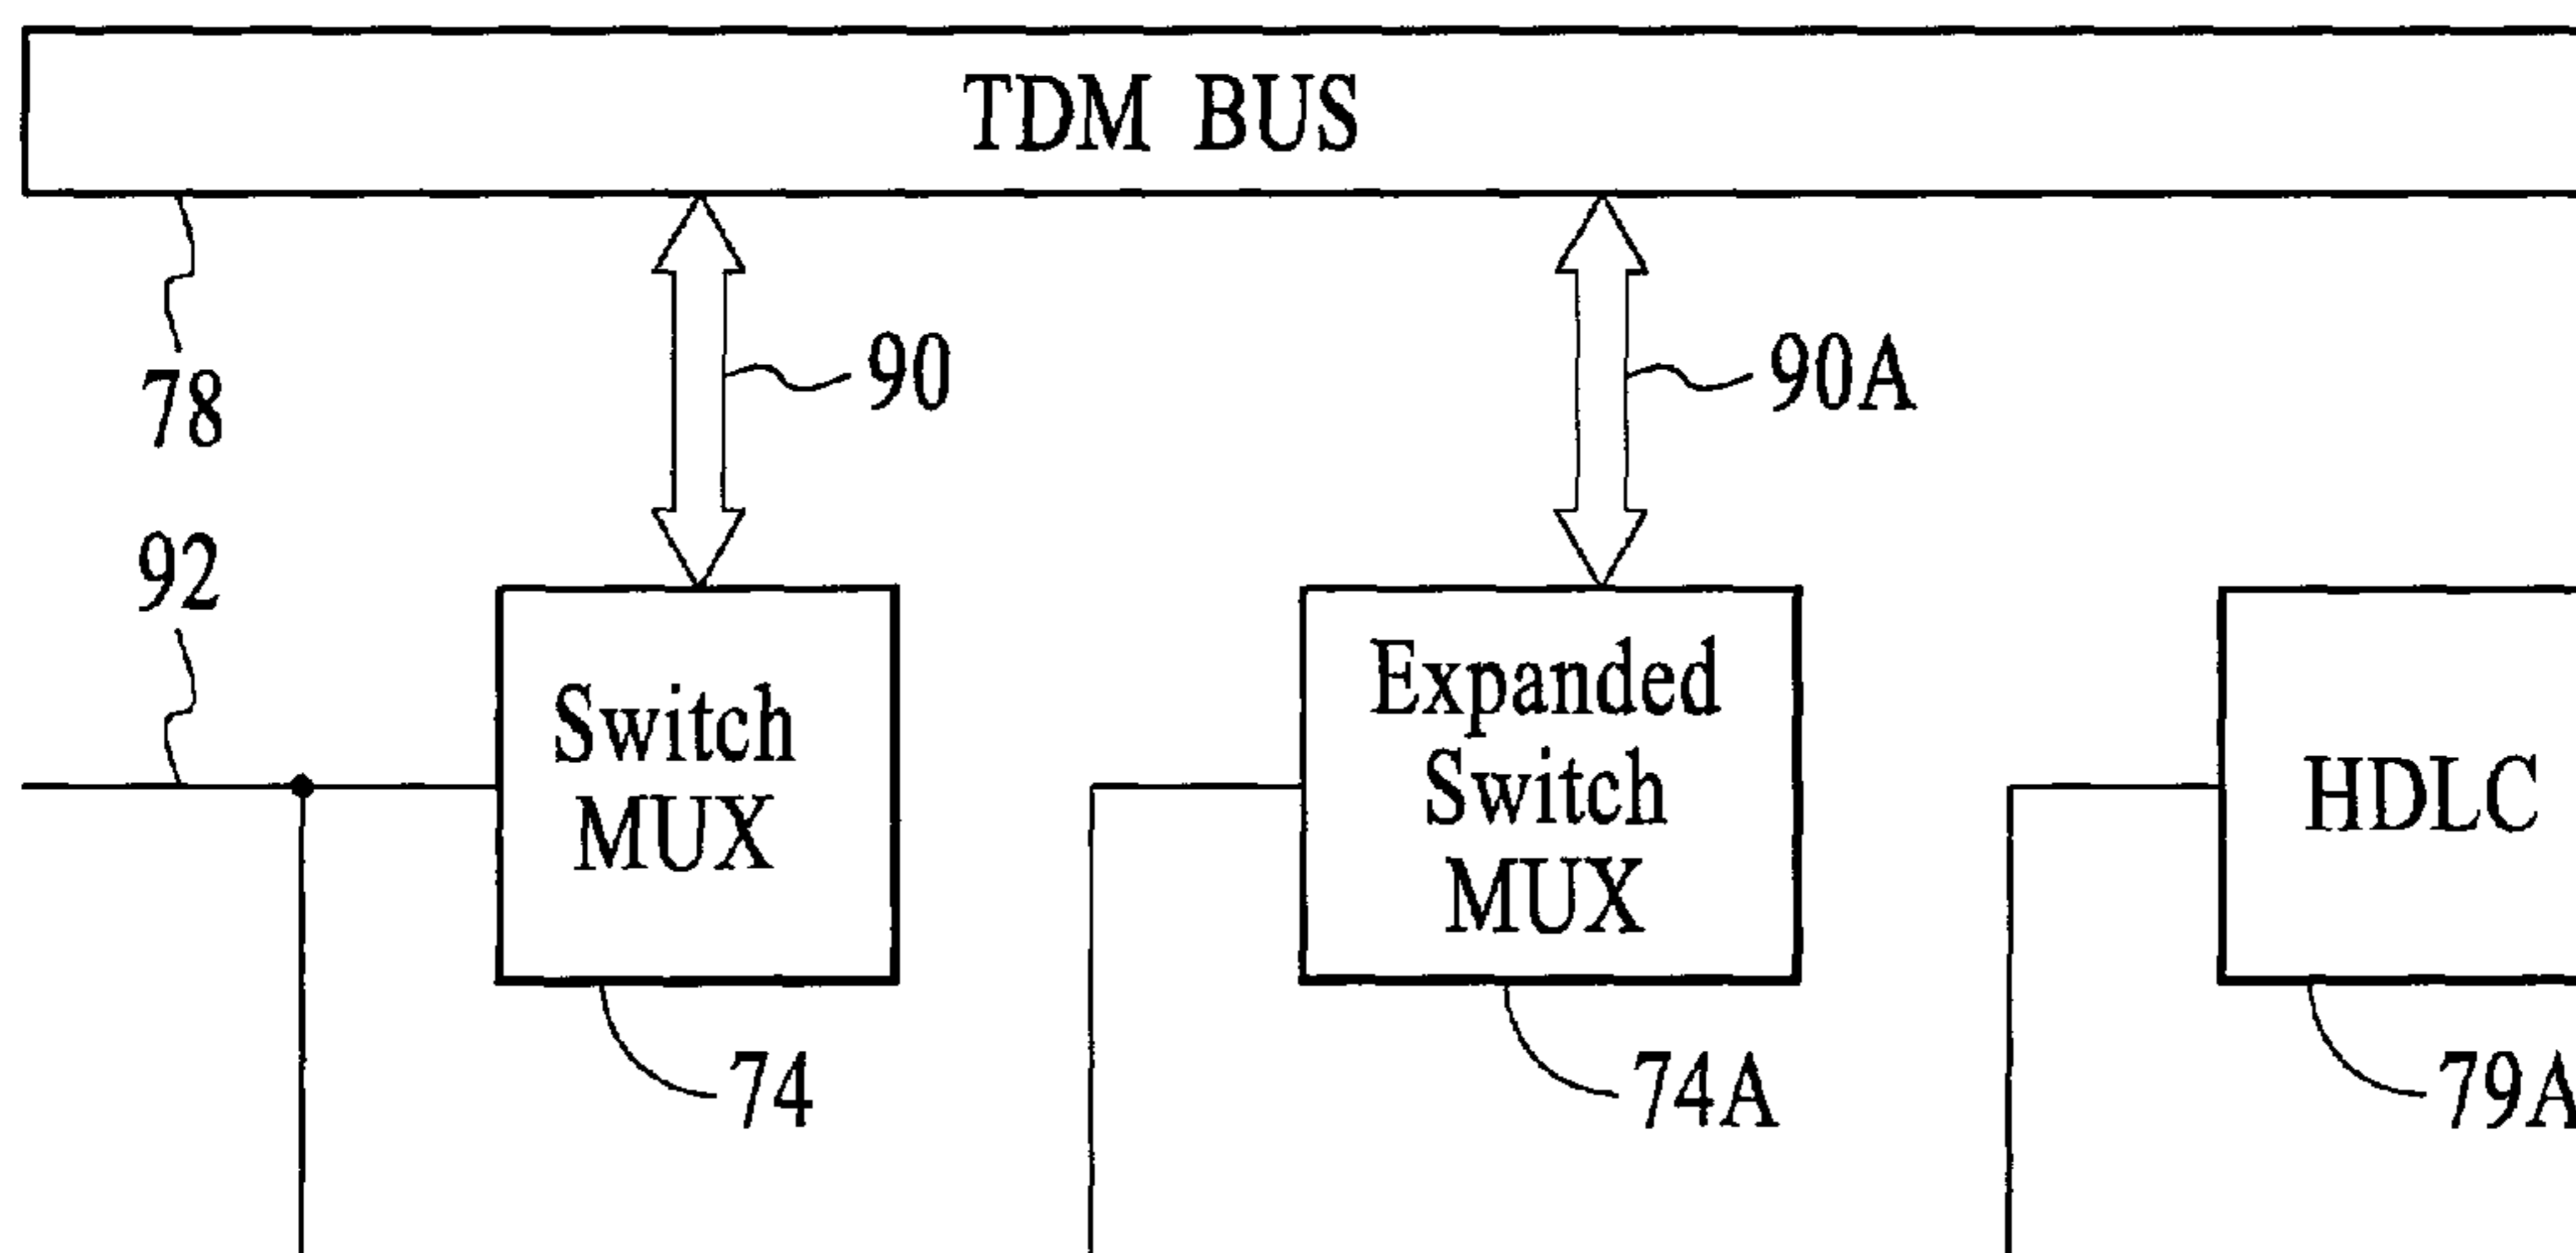 TDM BUS
78
90
90A
92
Switch
MUX
Expanded
Switch
MUX
HDLC
74
74A
79A